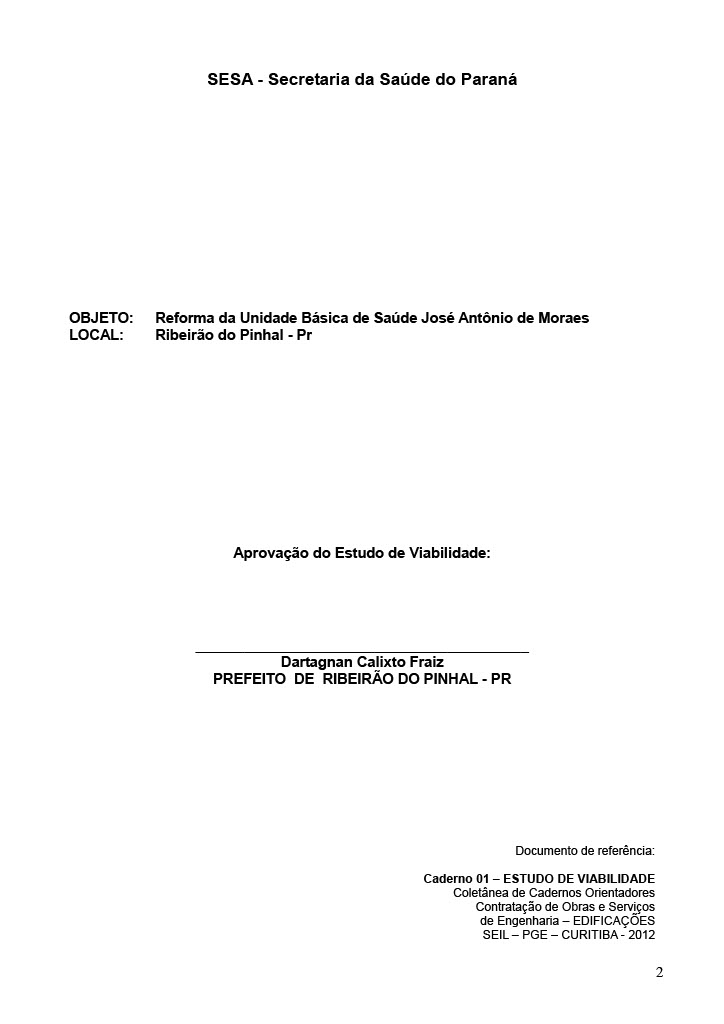 SESA - Secretaria da Saúde do Paraná
OBJETO: Reforma da Unidade Básica de Saúde José Antônio de Moraes
LOCAL: Ribeirão do Pinhal - Pr
Aprovação do Estudo de Viabilidade:
Dartagnan Calixto Fraiz
PREFEITO DE RIBEIRÃO DO PINHAL - PR
Documento de referência:
Caderno 01 – ESTUDO DE VIABILIDADE
Coletânea de Cadernos Orientadores
Contratação de Obras e Serviços
de Engenharia – EDIFICAÇÕES
SEIL – PGE – CURITIBA - 2012
2